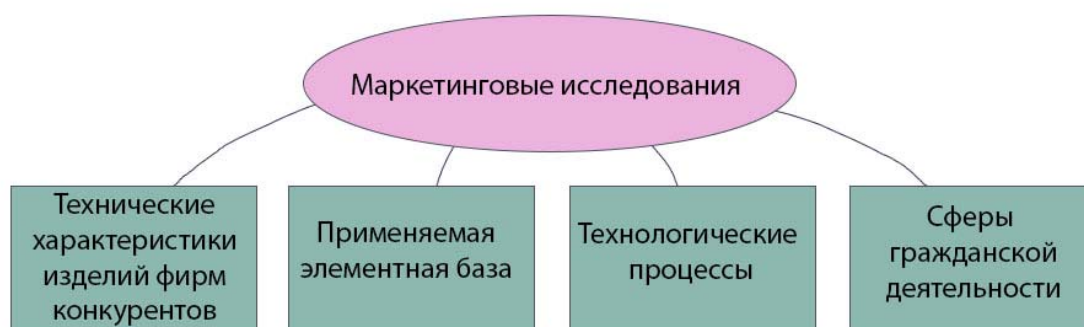 Маркетинговые исследования
Технические
характеристики
изделий фирм
конкурентов
Применяемая
элементная база
Технологические
процессы
Сферы
гражданской
деятельности